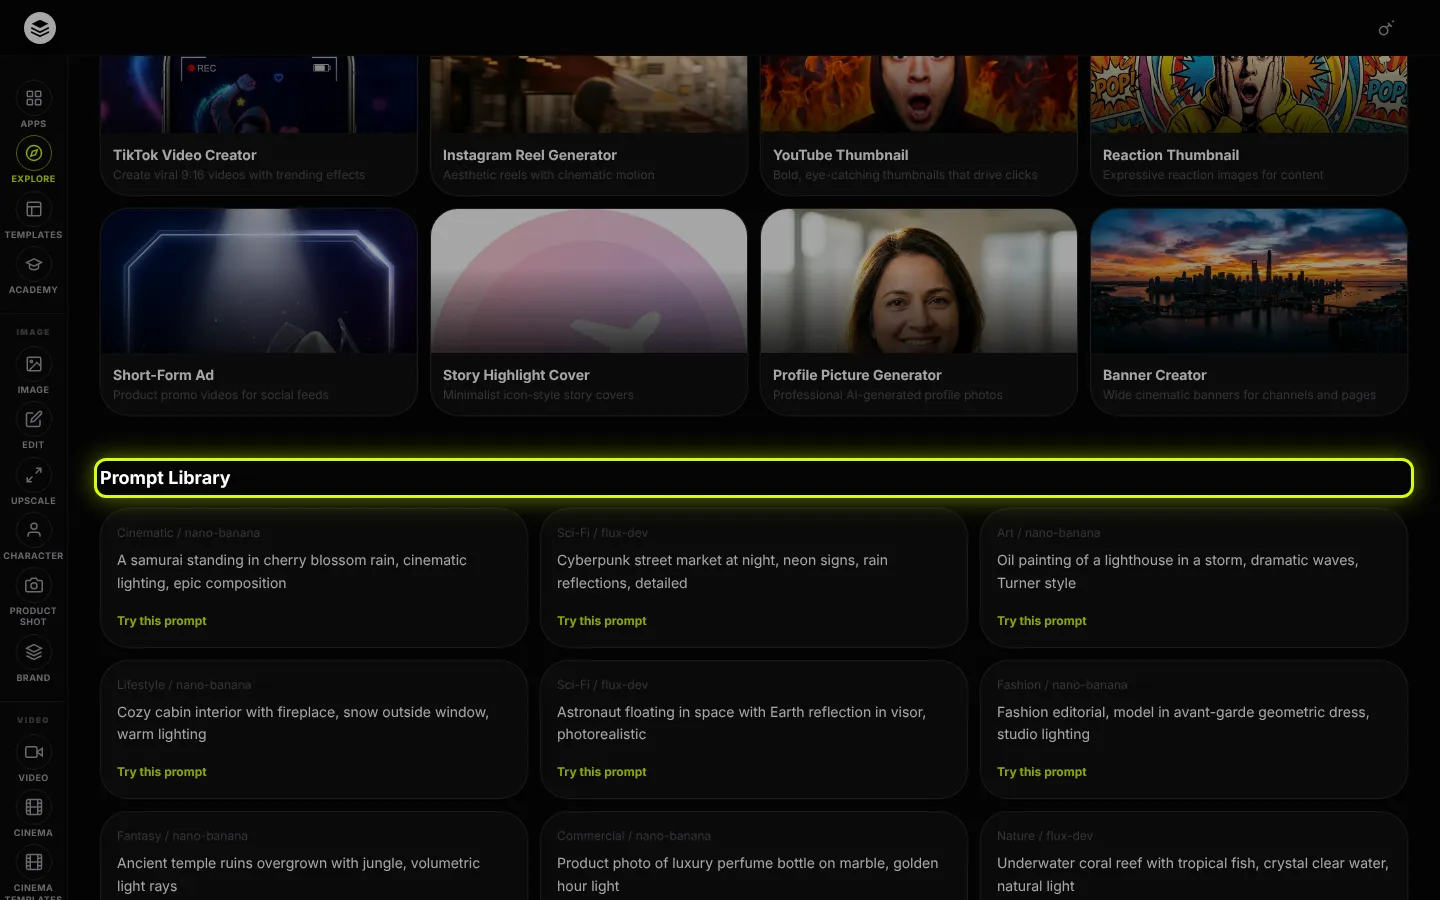 REC
POP!
POP!
TikTok Video Creator
Create viral 9:16 videos with trending effects
Instagram Reel Generator
Aesthetic reels with cinematic motion
YouTube Thumbnail
Bold, eye-catching thumbnails that drive clicks
Reaction Thumbnail
Expressive reaction images for content
Short-Form Ad
Product promo videos for social feeds
Story Highlight Cover
Minimalist icon-style story covers
Profile Picture Generator
Professional AI-generated profile photos
Banner Creator
Wide cinematic banners for channels and pages
APPS
EXPLORE
TEMPLATES
ACADEMY
IMAGE
IMAGE
EDIT
UPSCALE
CHARACTER
PRODUCT
SHOT
BRAND
VIDEO
VIDEO
CINEMA
CINEMA
TEMPLATES
Prompt Library
Cinematic / nano-banana
A samurai standing in cherry blossom rain, cinematic
lighting, epic composition
Try this prompt
Sci-Fi / flux-dev
Cyberpunk street market at night, neon signs, rain
reflections, detailed
Try this prompt
Art / nano-banana
Oil painting of a lighthouse in a storm, dramatic waves,
Turner style
Try this prompt
Lifestyle / nano-banana
Cozy cabin interior with fireplace, snow outside window,
warm lighting
Try this prompt
Sci-Fi / flux-dev
Astronaut floating in space with Earth reflection in visor,
photorealistic
Try this prompt
Fashion / nano-banana
Fashion editorial, model in avant-garde geometric dress,
studio lighting
Try this prompt
Fantasy / nano-banana
Ancient temple ruins overgrown with jungle, volumetric
light rays
Commercial / nano-banana
Product photo of luxury perfume bottle on marble, golden
hour light
Nature / flux-dev
Underwater coral reef with tropical fish, crystal clear water,
natural light